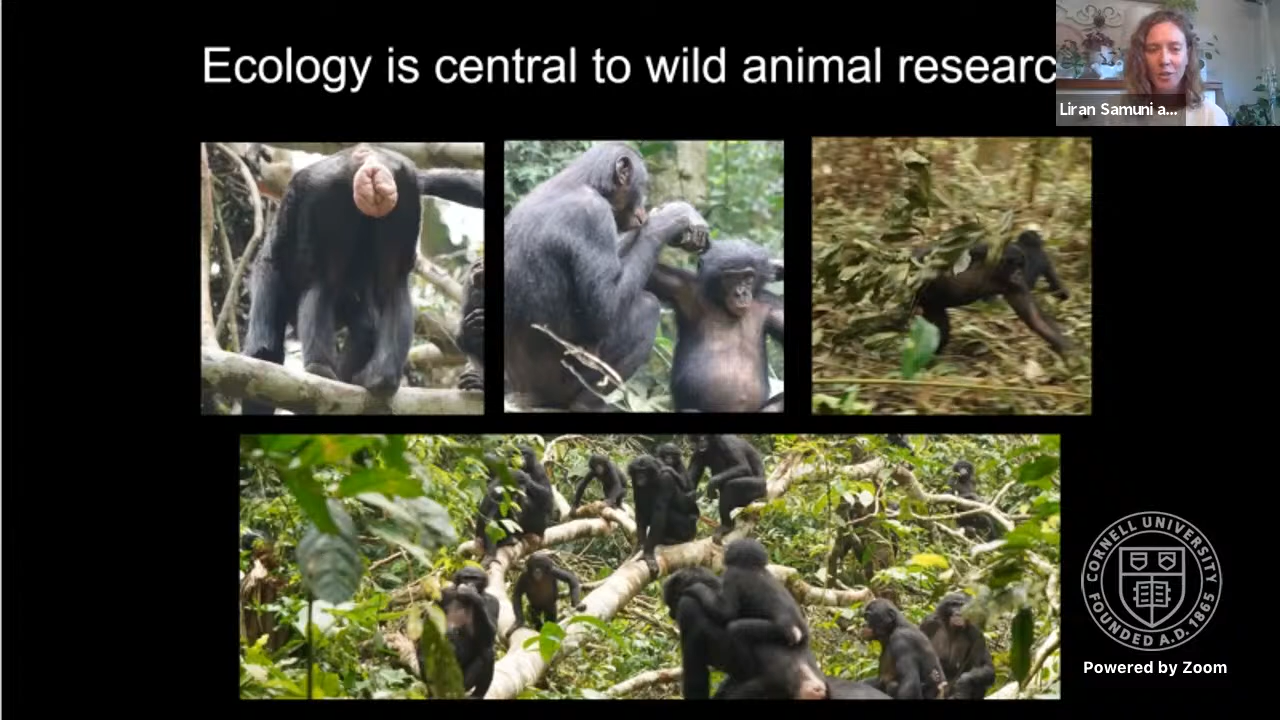 Ecology is central to wild animal researc
Liran Samuni a...
CORNELL UNIVERSITY
FOUNDED A.D. 1865
Powered by Zoom